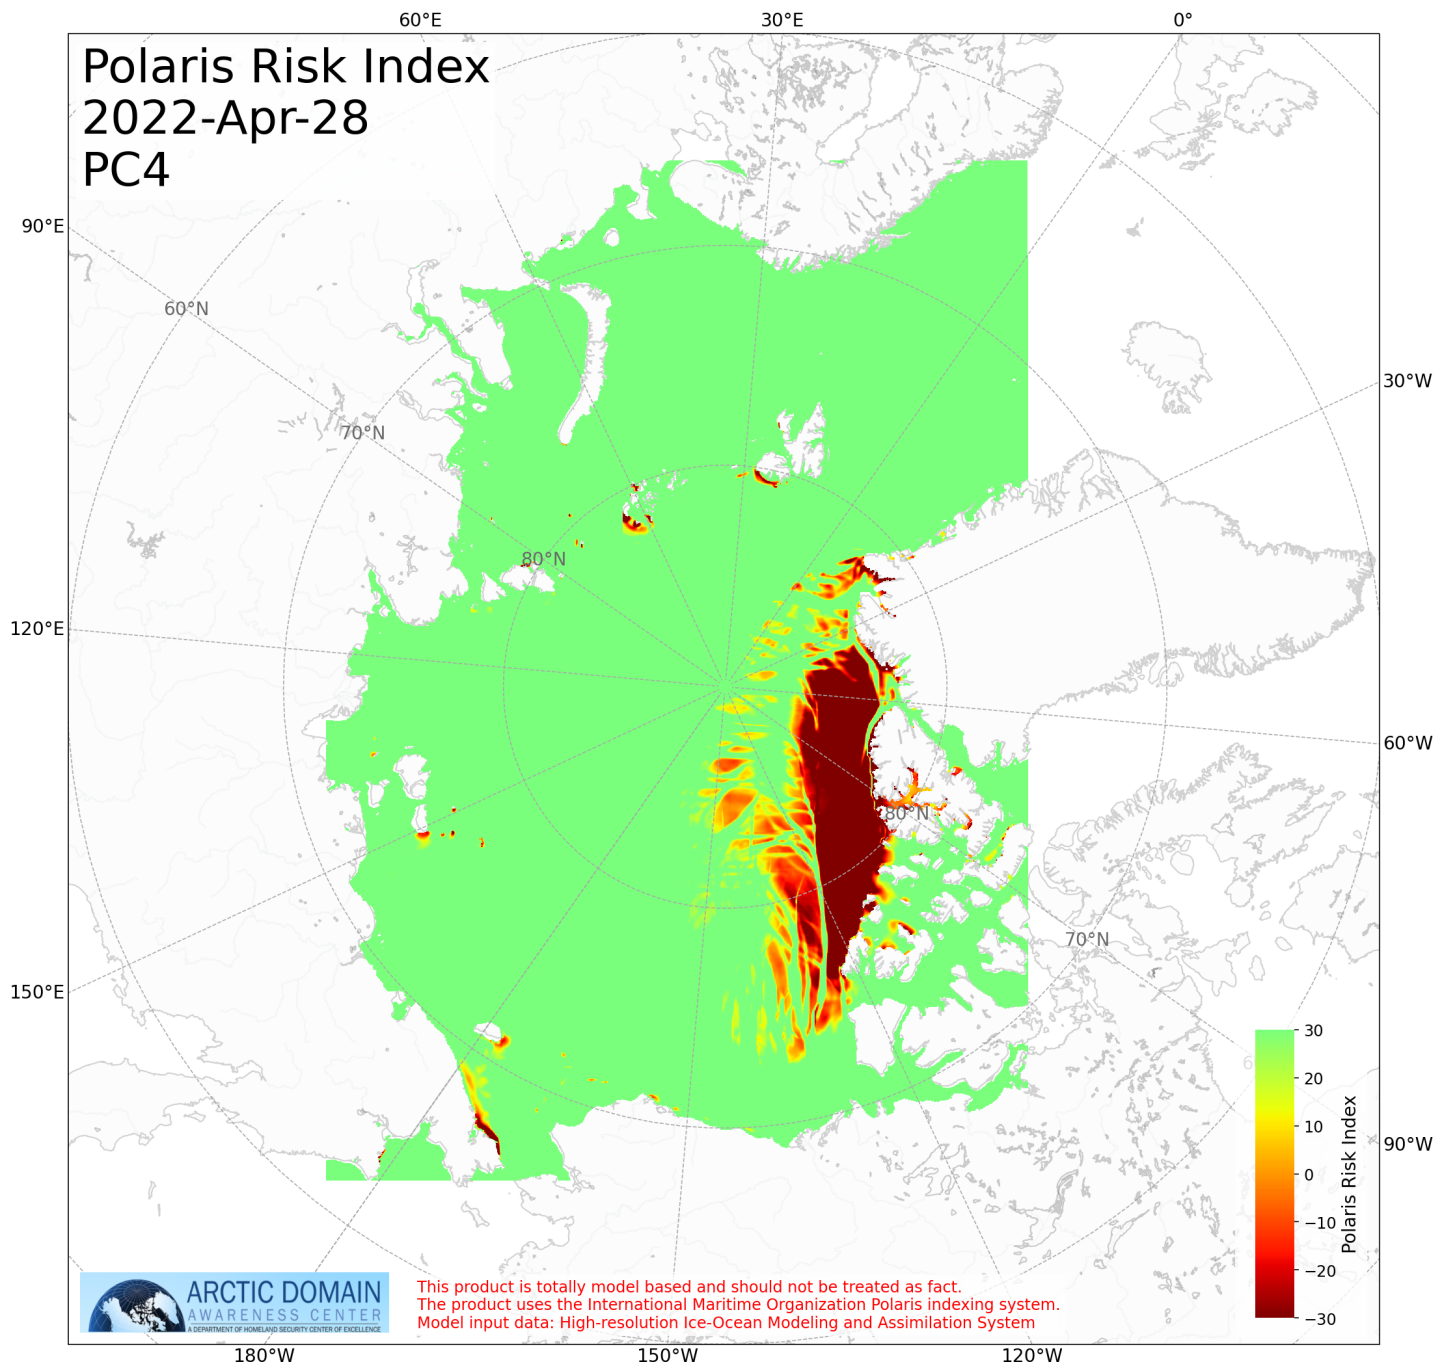 60°E 30°E 0°
Polaris Risk Index
2022-Apr-28
PC4
90°E
60°N
30°W
70°N
80°N
120°E
60°W
80°N
70°N
150°E
30
20
10
0
−10
−20
−30
Polaris Risk Index
90°W
ARCTIC DOMAIN
AWARENESS CENTER
A DEPARTMENT OF HOMELAND SECURITY CENTER OF EXCELLENCE
This product is totally model based and should not be treated as fact.
The product uses the International Maritime Organization Polaris indexing system.
Model input data: High-resolution Ice-Ocean Modeling and Assimilation System
180°W 150°W 120°W